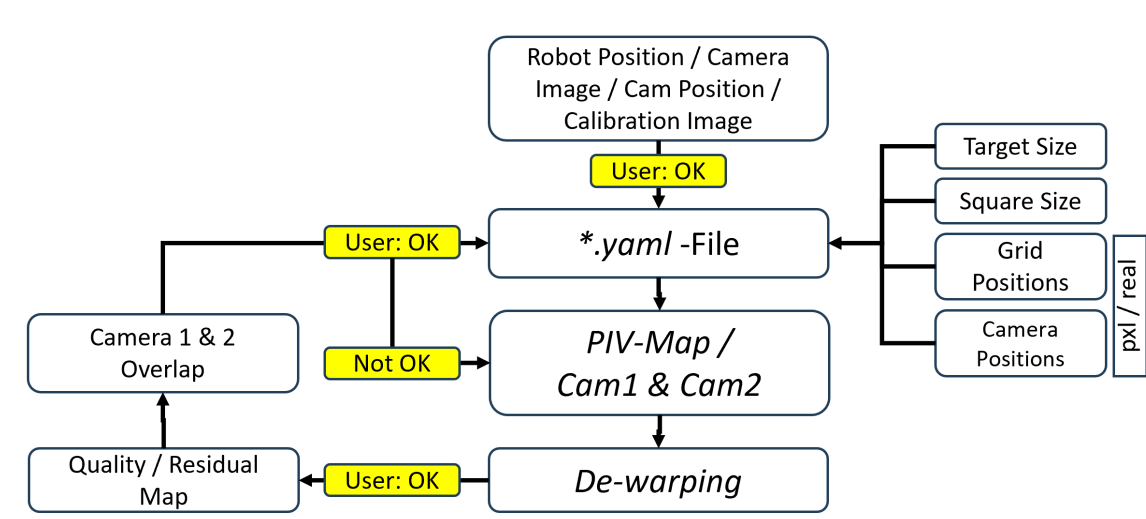 Robot Position / Camera
Image / Cam Position /
Calibration Image
User: OK
Target Size
Square Size
Grid
Positions
Camera
Positions
pxl / real
User: OK
*.yaml -File
Camera 1 & 2
Overlap
Not OK
PIV-Map /
Cam1 & Cam2
Quality / Residual
Map
User: OK
De-warping